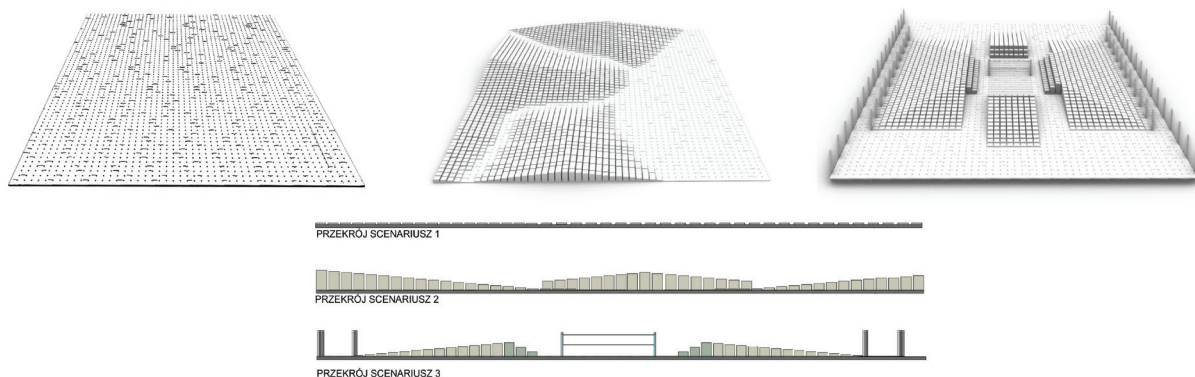 PRZEKRÓJ SCENARIUSZ 1
PRZEKRÓJ SCENARIUSZ 2
PRZEKRÓJ SCENARIUSZ 3